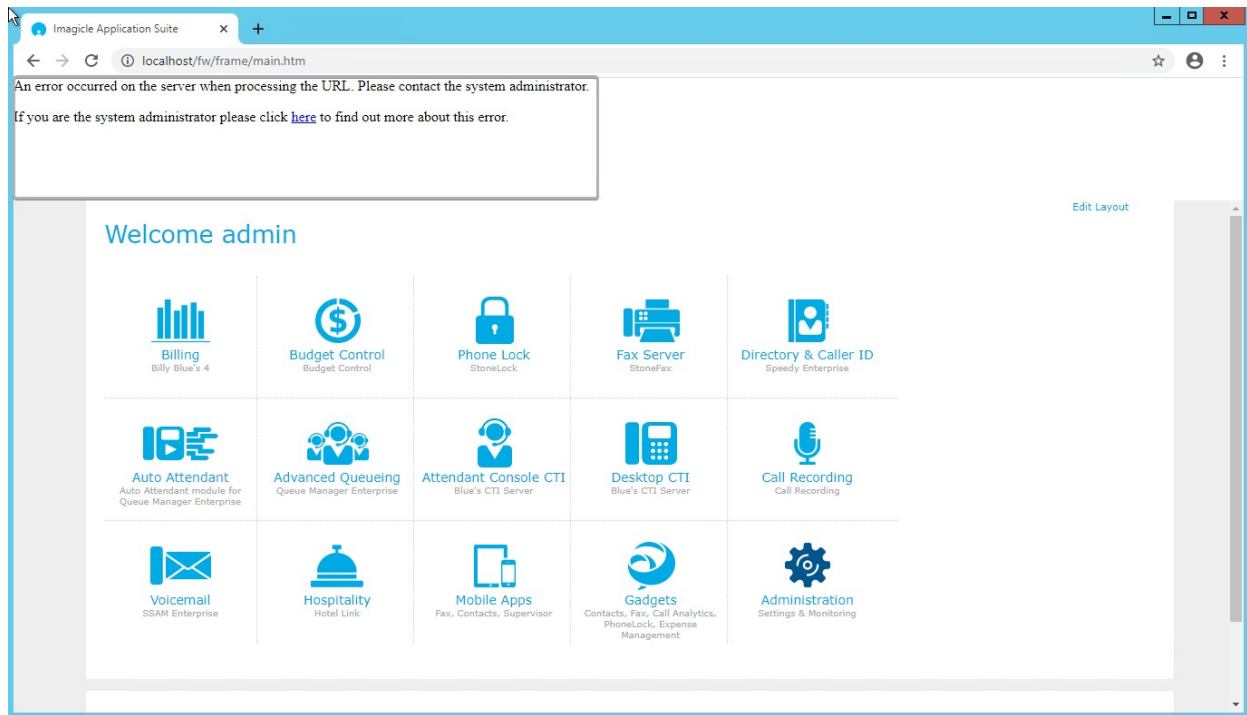 Imagicle Application Suite
localhost/fw/frame/main.htm
An error occurred on the server when processing the URL. Please contact the system administrator.
If you are the system administrator please click here to find out more about this error.
Edit Layout
Welcome admin
Billing
Billy Blue's 4
Budget Control
Budget Control
Phone Lock
StoneLock
Fax Server
StoneFax
Directory & Caller ID
Speedy Enterprise
Auto Attendant
Auto Attendant module for
Queue Manager Enterprise
Advanced Queueing
Queue Manager Enterprise
Attendant Console CTI
Blue's CTI Server
Desktop CTI
Blue's CTI Server
Call Recording
Call Recording
Voicemail
SSAM Enterprise
Hospitality
Hotel Link
Mobile Apps
Fax, Contacts, Supervisor
Gadgets
Contacts, Fax, Call Analytics,
PhoneLock, Expense
Management
Administration
Settings & Monitoring